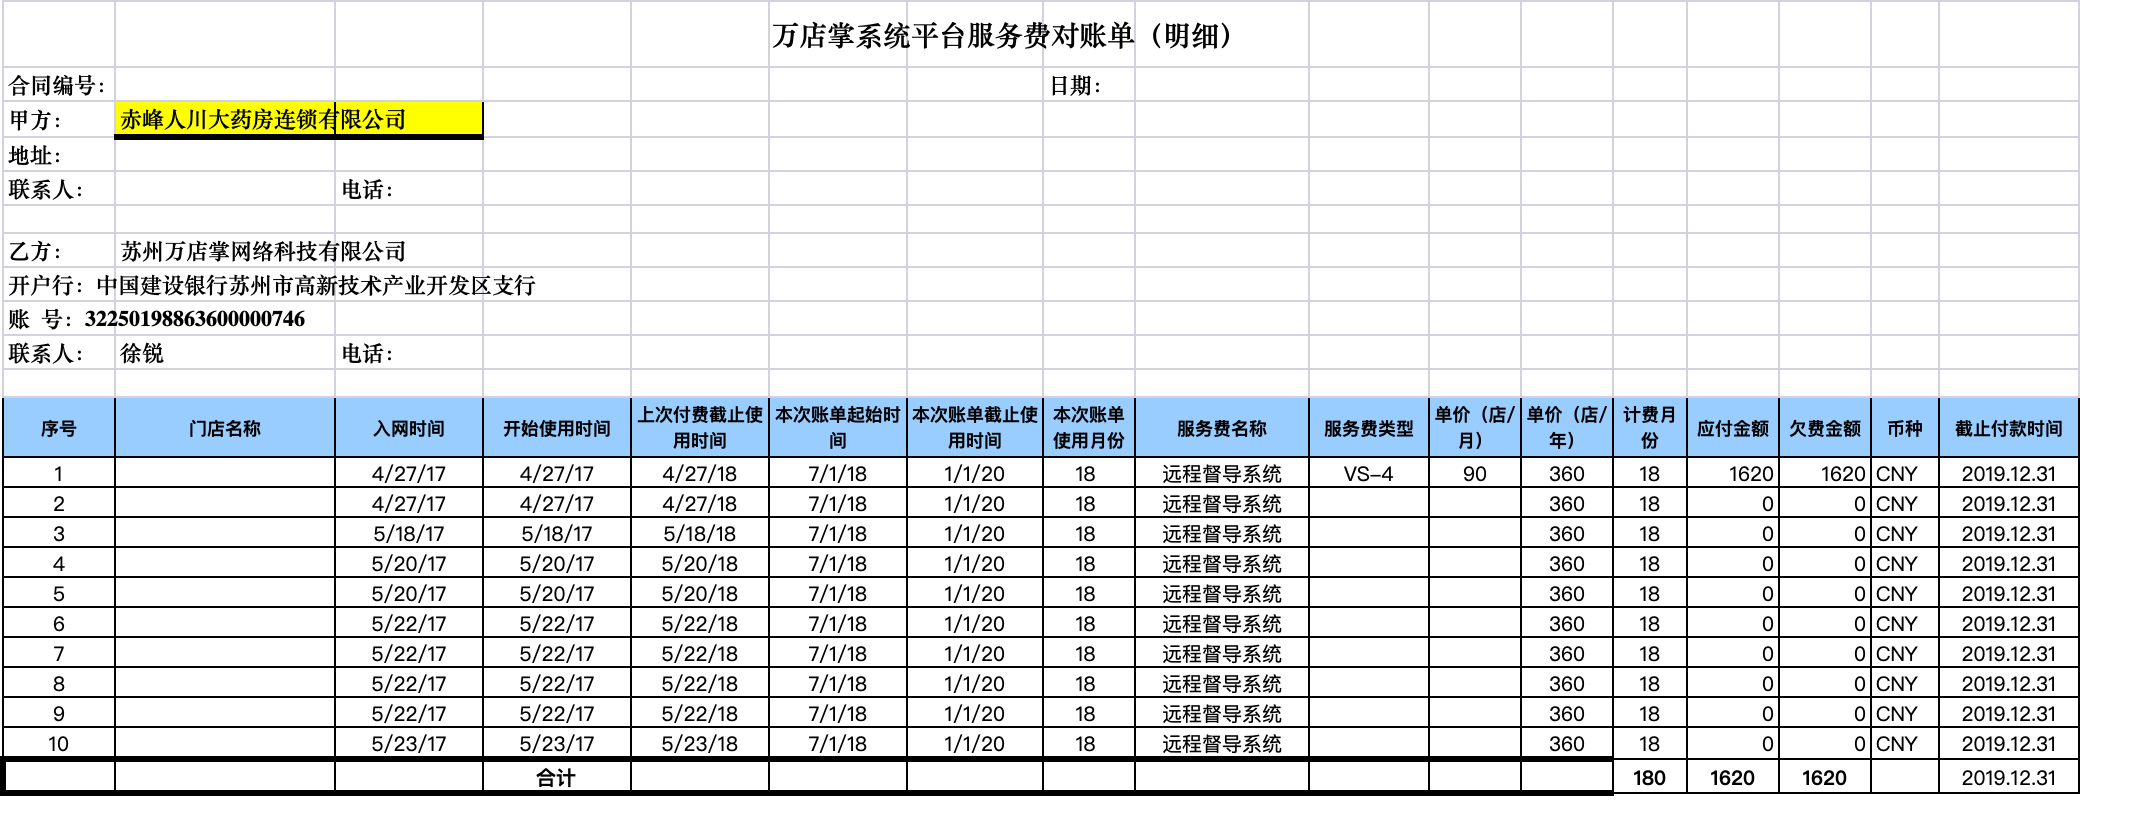 万店掌系统平台服务费对账单（明细）
合同编号： 日期：
甲方： 赤峰人川大药房连锁有限公司
地址：
联系人： 电话：
乙方： 苏州万店掌网络科技有限公司
开户行：中国建设银行苏州市高新技术产业开发区支行
账 号：32250198863600000746
联系人： 徐锐 电话：
序号 门店名称 入网时间 开始使用时间 上次付费截止使用时间 本次账单起始时间 本次账单截止使用时间 本次账单使用月份 服务费名称 服务费类型 单价（店/月） 单价（店/年） 计费月份 应付金额 欠费金额 币种 截止付款时间
1 4/27/17 4/27/17 4/27/18 7/1/18 1/1/20 18 远程督导系统 VS-4 90 360 18 1620 1620 CNY 2019.12.31
2 4/27/17 4/27/17 4/27/18 7/1/18 1/1/20 18 远程督导系统 360 18 0 0 CNY 2019.12.31
3 5/18/17 5/18/17 5/18/18 7/1/18 1/1/20 18 远程督导系统 360 18 0 0 CNY 2019.12.31
4 5/20/17 5/20/17 5/20/18 7/1/18 1/1/20 18 远程督导系统 360 18 0 0 CNY 2019.12.31
5 5/20/17 5/20/17 5/20/18 7/1/18 1/1/20 18 远程督导系统 360 18 0 0 CNY 2019.12.31
6 5/22/17 5/22/17 5/22/18 7/1/18 1/1/20 18 远程督导系统 360 18 0 0 CNY 2019.12.31
7 5/22/17 5/22/17 5/22/18 7/1/18 1/1/20 18 远程督导系统 360 18 0 0 CNY 2019.12.31
8 5/22/17 5/22/17 5/22/18 7/1/18 1/1/20 18 远程督导系统 360 18 0 0 CNY 2019.12.31
9 5/22/17 5/22/17 5/22/18 7/1/18 1/1/20 18 远程督导系统 360 18 0 0 CNY 2019.12.31
10 5/23/17 5/23/17 5/23/18 7/1/18 1/1/20 18 远程督导系统 360 18 0 0 CNY 2019.12.31
合计 180 1620 1620 2019.12.31